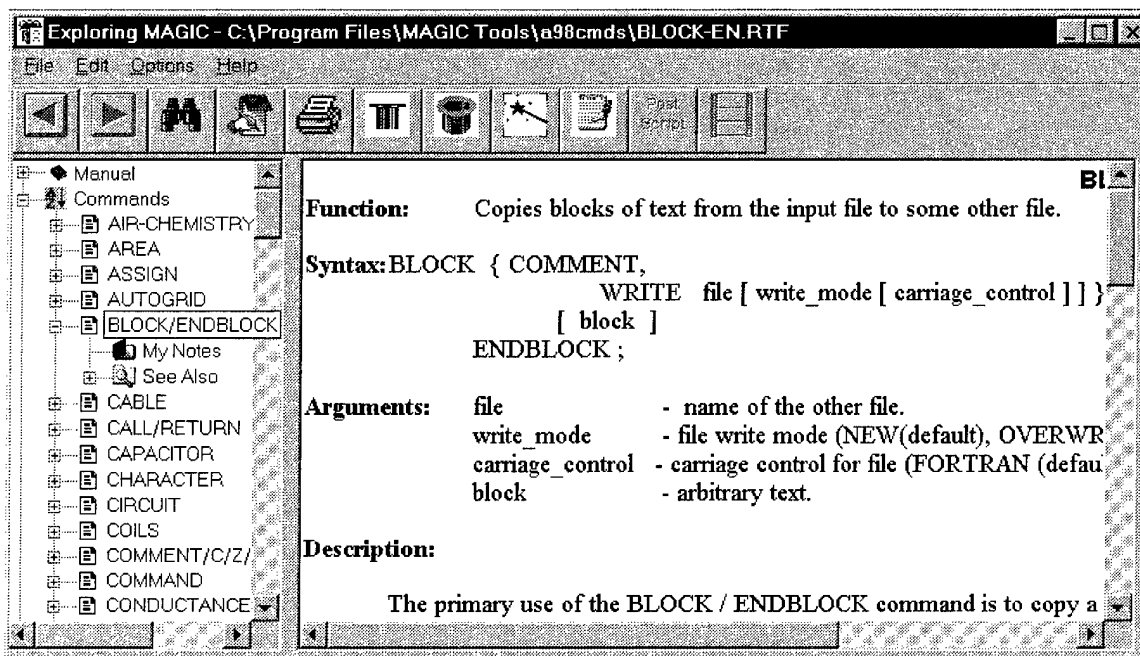 Exploring MAGIC - C:\Program Files\MAGIC Tools\a98cmds\BLOCK-EN.RTF
File Edit Options Help
Post Script
Manual
Commands
AIR-CHEMISTRY
AREA
ASSIGN
AUTOGRID
BLOCK/ENDBLOCK
My Notes
See Also
CABLE
CALL/RETURN
CAPACITOR
CHARACTER
CIRCUIT
COILS
COMMENT/C/Z/
COMMAND
CONDUCTANCE
Bl
Function: Copies blocks of text from the input file to some other file.
Syntax: BLOCK { COMMENT,
WRITE file [ write_mode [ carriage_control ] ] }
[ block ]
ENDBLOCK ;
Arguments: file - name of the other file.
write_mode - file write mode (NEW(default), OVERWR
carriage_control - carriage control for file (FORTRAN (defau
block - arbitrary text.
Description:
The primary use of the BLOCK / ENDBLOCK command is to copy a